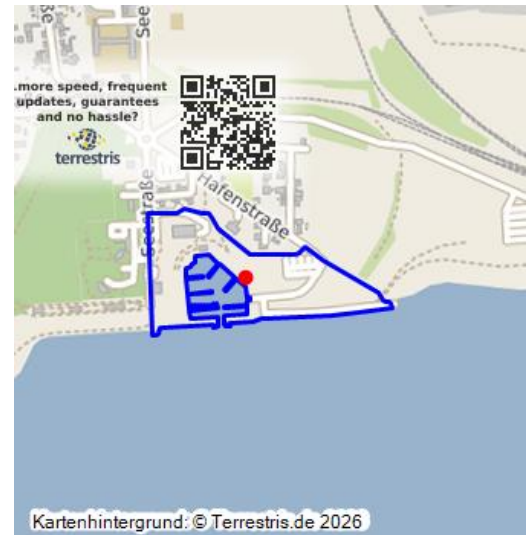 See
.more speed, frequent
updates, guarantees
and no hassle?
terrestris
Seestraße
Hafenstraße
Kartenhintergrund: © Terrestris.de 2026